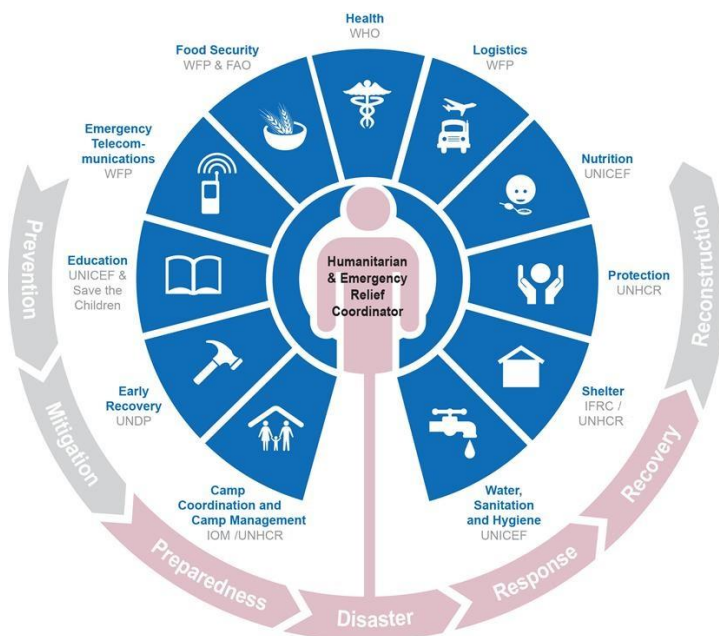 Health
WHO
Food Security
WFP & FAO
Logistics
WFP
Emergency
Telecom-
munications
WFP
Nutrition
UNICEF
Education
UNICEF &
Save the
Children
Humanitarian
& Emergency
Relief
Coordinator
Protection
UNHCR
Early
Recovery
UNDP
Shelter
IFRC /
UNHCR
Camp
Coordination and
Camp Management
IOM /UNHCR
Water,
Sanitation
and Hygiene
UNICEF
Prevention
Mitigation
Preparedness
Disaster
Response
Recovery
Reconstruction